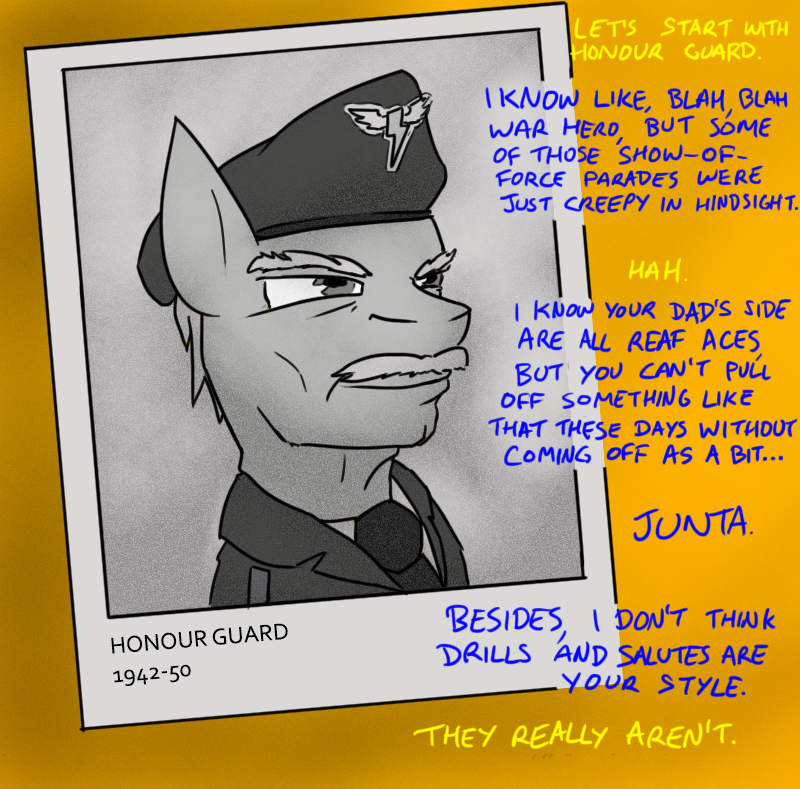 LET'S START WITH
HONOUR GUARD.
I KNOW LIKE, BLAH, BLAH
WAR HERO, BUT SOME
OF THOSE SHOW-OF-
FORCE PARADES WERE
JUST CREEPY IN HINDSIGHT.
HAH.
I KNOW YOUR DAD'S SIDE
ARE ALL REAF ACES,
BUT YOU CAN'T PULL
OFF SOMETHING LIKE
THAT THESE DAYS WITHOUT
COMING OFF AS A BIT...
JUNTA.
BESIDES, I DON'T THINK
DRILLS AND SALUTES ARE
YOUR STYLE.
THEY REALLY AREN'T.
HONOUR GUARD
1942-50